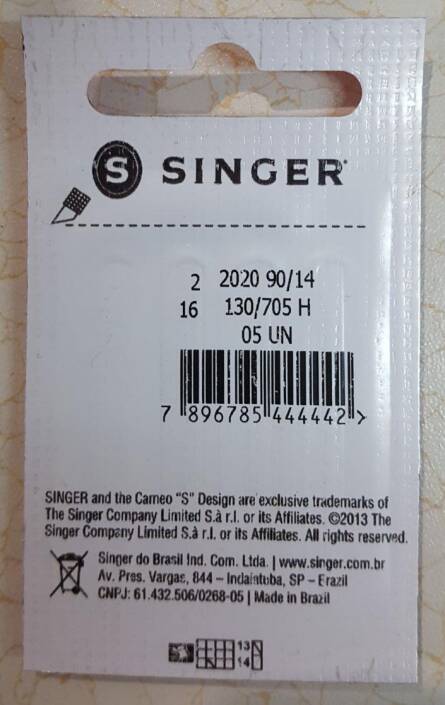 S SINGER
2 2020 90/14
16 130/705 H
05 UN
7 896785 444442 >
SINGER and the Cameo "S" Design are exclusive trademarks of
The Singer Company Limited S.à r.l. or its Affiliates. ©2013 The
Singer Company Limited S.à r.l. or its Affiliates. All rights reserved.
Singer do Brasil Ind. Com. Ltda. | www.singer.com.br
Av. Pres. Vargas, 844 – Indaiatuba, SP – Brazil
CNPJ: 61.432.506/0268-05 | Made in Brazil
13
14